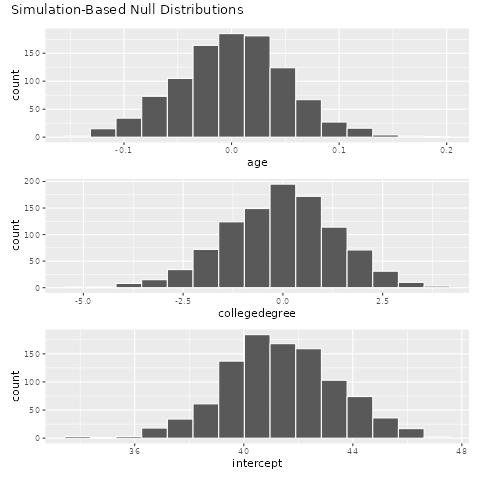 Simulation-Based Null Distributions
150
100
50
0
count
-0.1 0.0 0.1 0.2
age
200
150
100
50
0
count
-5.0 -2.5 0.0 2.5
collegedegree
150
100
50
0
count
36 40 44 48
intercept